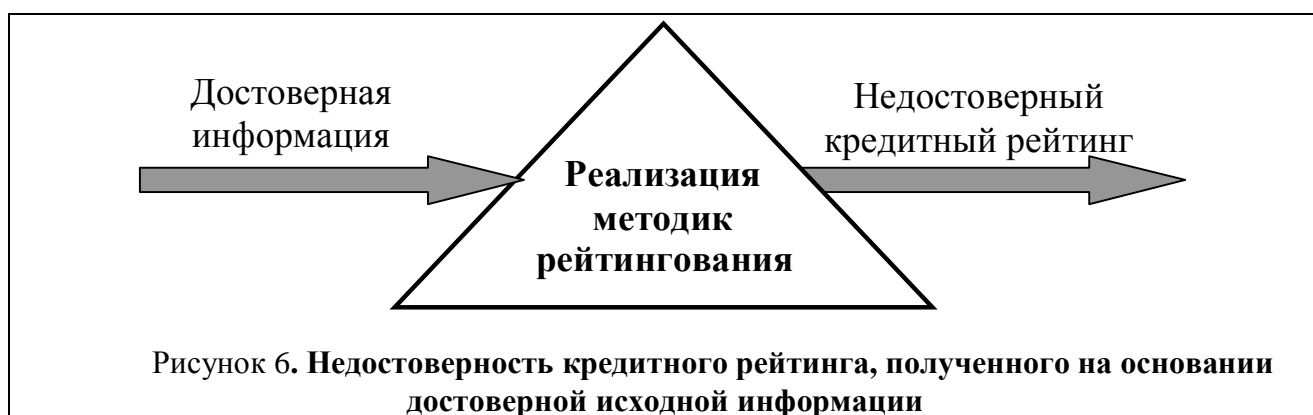 Достоверная
информация
Недостоверный
кредитный рейтинг
Реализация
методик
рейтингования
Рисунок 6. Недостоверность кредитного рейтинга, полученного на основании
достоверной исходной информации